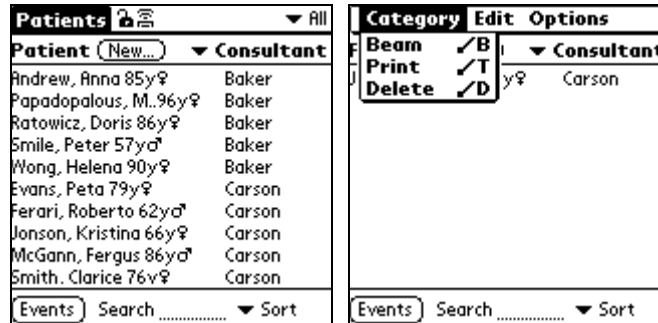 Patients All
Patient New... Consultant
Andrew, Anna 85y♀ Baker
Papadopalous, M..96y♀ Baker
Ratowicz, Doris 86y♀ Baker
Smile, Peter 57y♂ Baker
Wong, Helena 90y♀ Baker
Evans, Peta 79y♀ Carson
Ferari, Roberto 62y♂ Carson
Jonson, Kristina 66y♀ Carson
McGann, Fergus 86y♂ Carson
Smith, Clarice 76y♀ Carson
Events Search Sort
Category Edit Options
Beam /B Consultant
Print /T y♀ Carson
Delete /D
Events Search Sort